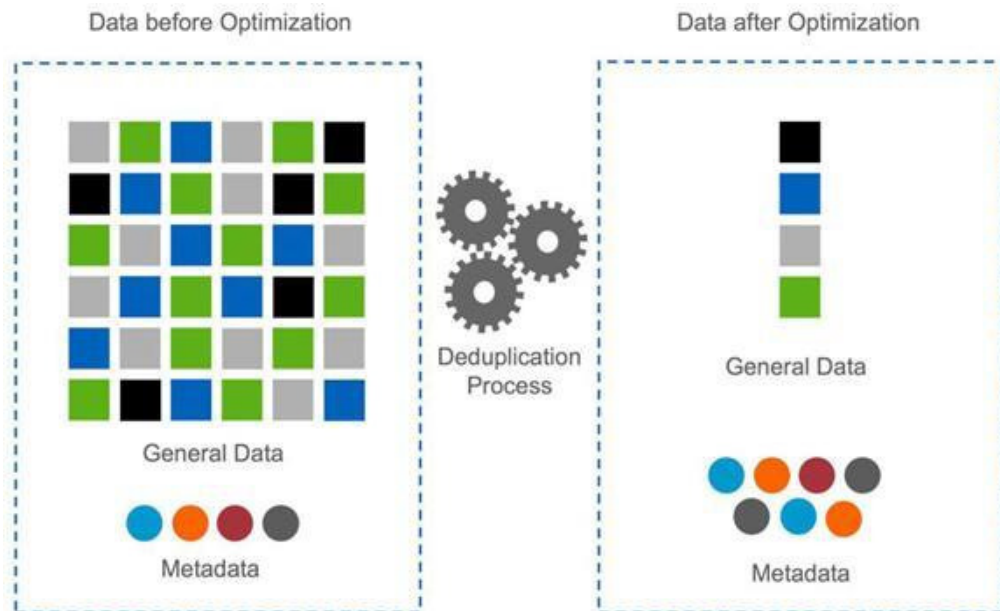 Data before Optimization
Data after Optimization
Deduplication
Process
General Data
General Data
Metadata
Metadata